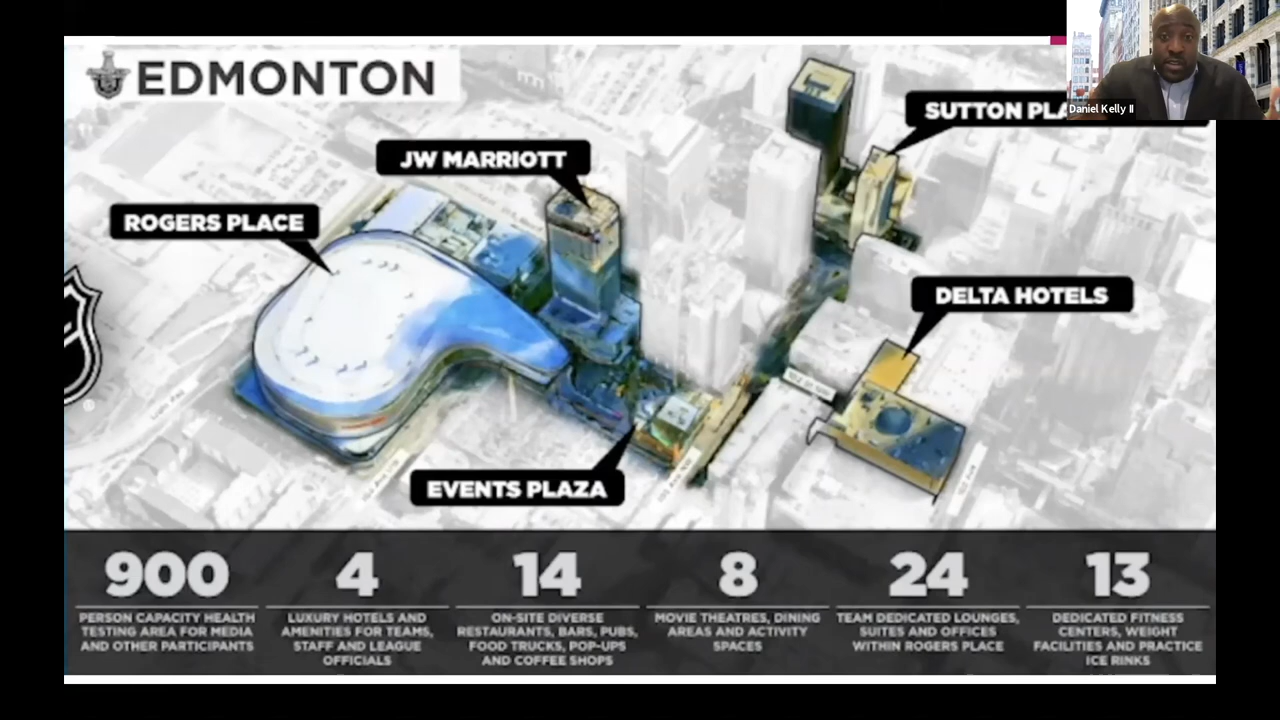 EDMONTON
SUTTON
Daniel Kelly II
JW MARRIOTT
ROGERS PLACE
DELTA HOTELS
EVENTS PLAZA
900
PERSON CAPACITY HEALTH
TESTING AREA FOR MEDIA
AND OTHER PARTICIPANTS
4
LUXURY HOTELS AND
AMENITIES FOR TEAMS,
STAFF AND LEAGUE
OFFICIALS
14
ON-SITE DIVERSE
RESTAURANTS, BARS, PUBS,
FOOD TRUCKS, POP-UPS
AND COFFEE SHOPS
8
MOVIE THEATRES, DINING
AREAS AND ACTIVITY
SPACES
24
TEAM DEDICATED LOUNGES,
SUITES AND OFFICES
WITHIN ROGERS PLACE
13
DEDICATED FITNESS
CENTERS, WEIGHT
FACILITIES AND PRACTICE
ICE RINKS